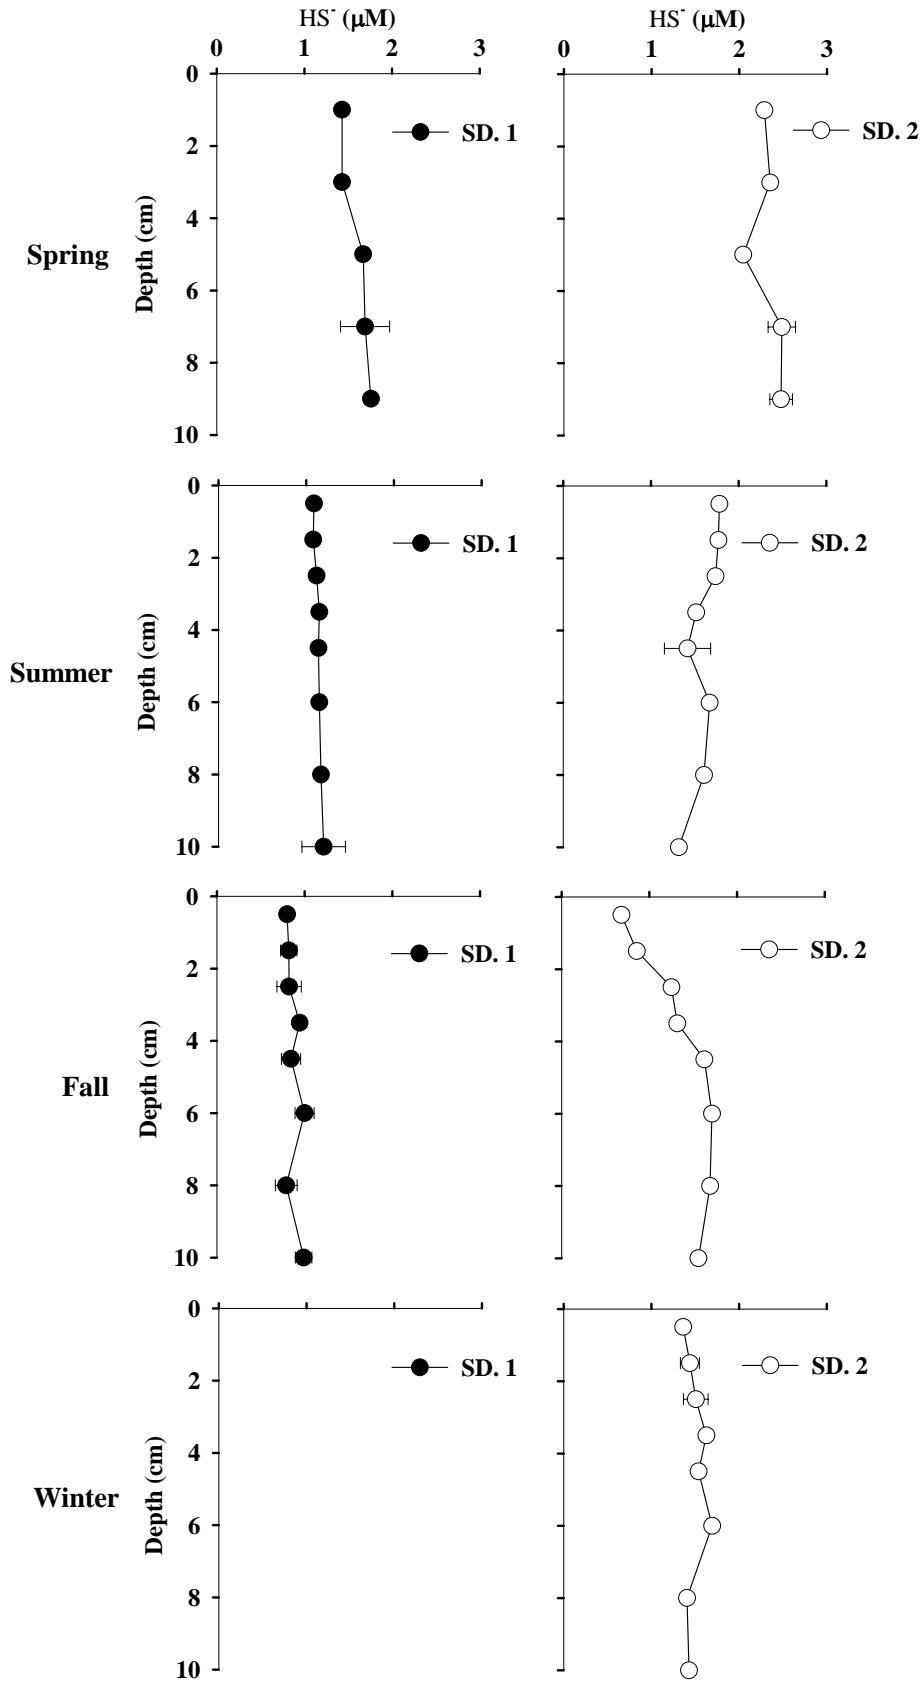 HS⁻ (μM) HS⁻ (μM)
0 1 2 3 0 1 2 3
0
SD. 1 SD. 2
2
4
Spring Depth (cm)
6
8
10
0
SD. 1 SD. 2
2
4
Summer Depth (cm)
6
8
10
0
SD. 1 SD. 2
2
4
Fall Depth (cm)
6
8
10
0
SD. 1 SD. 2
2
4
Winter Depth (cm)
6
8
10